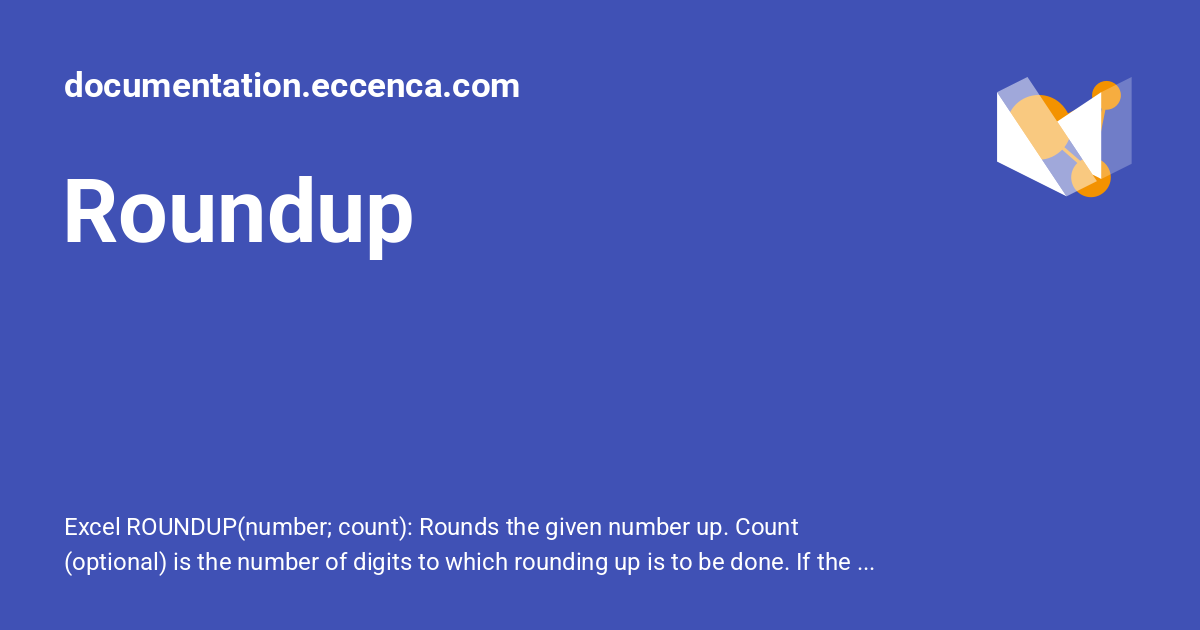 documentation.eccenca.com
Roundup
Excel ROUNDUP(number; count): Rounds the given number up. Count
(optional) is the number of digits to which rounding up is to be done. If the ...